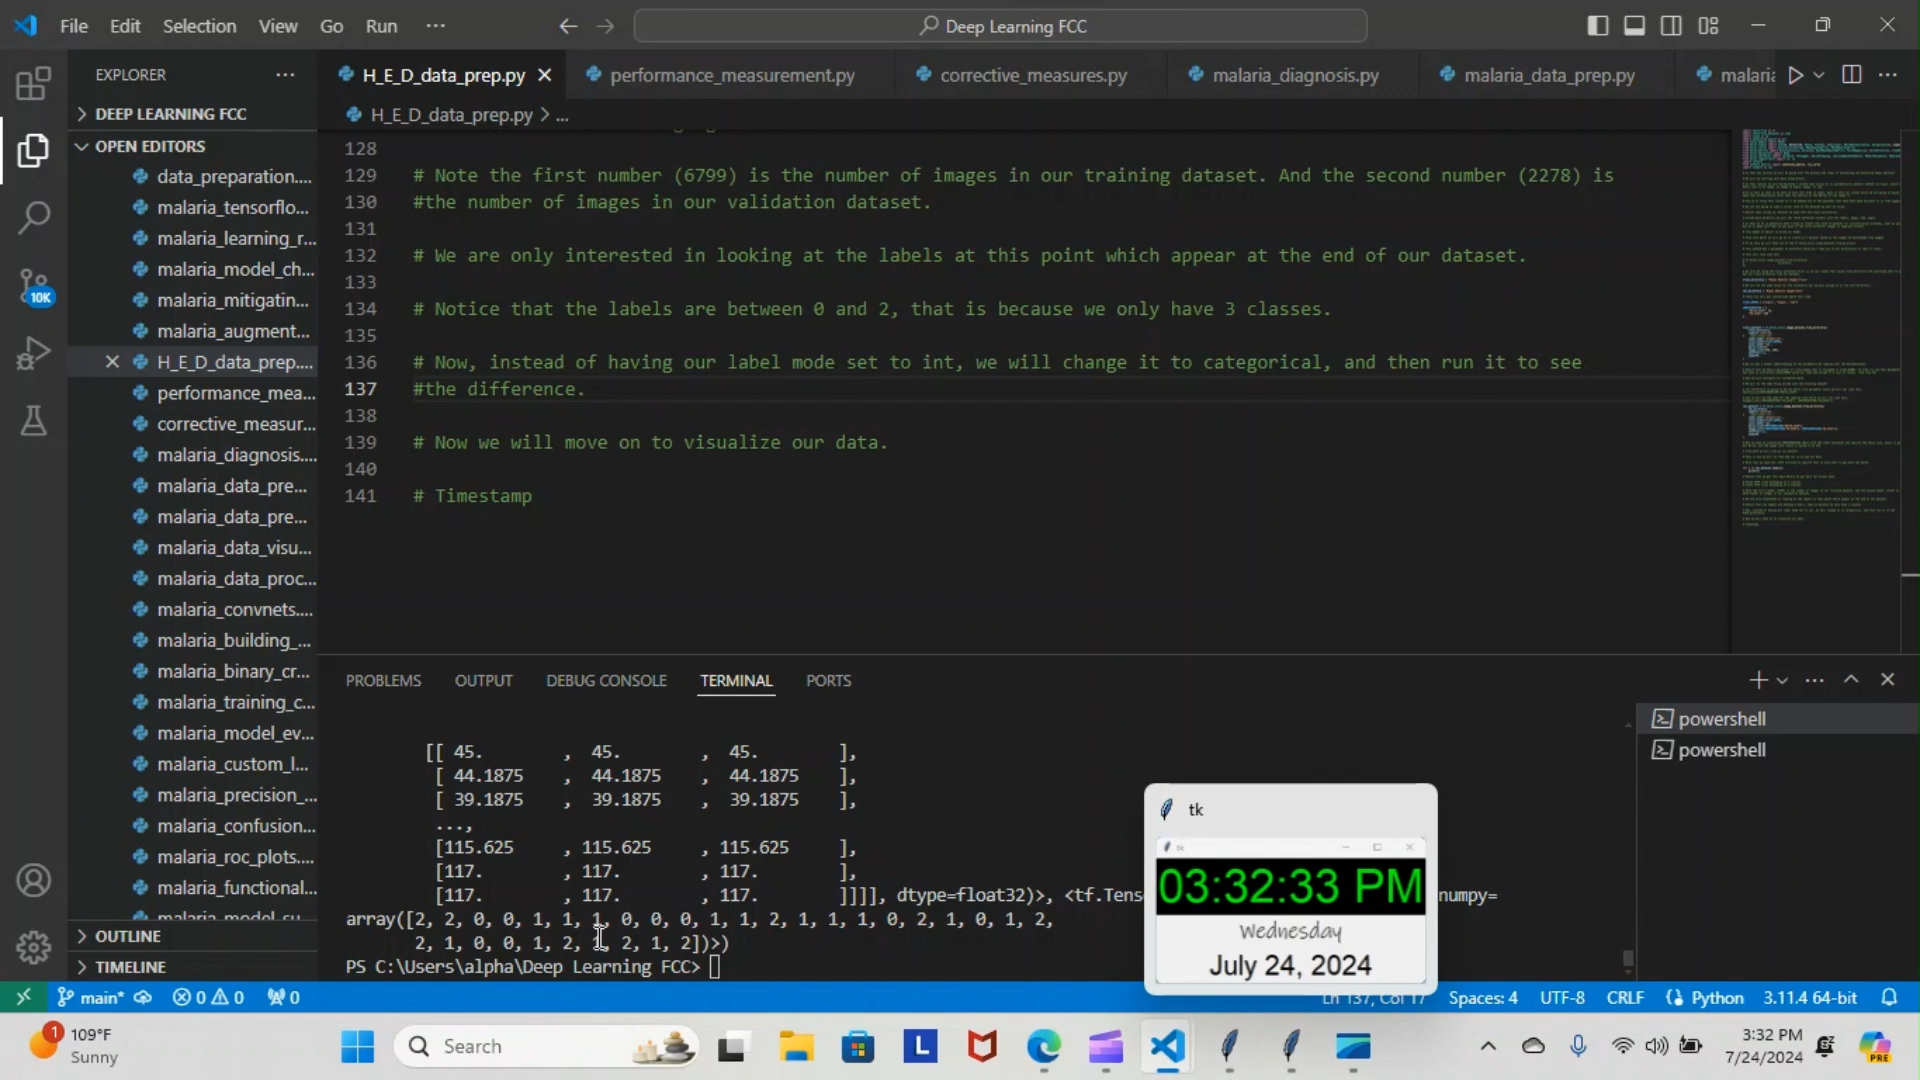 File Edit Selection View Go Run ···
Deep Learning FCC
EXPLORER ···
H_E_D_data_prep.py
performance_measurement.py
corrective_measures.py
malaria_diagnosis.py
malaria_data_prep.py
malaria
DEEP LEARNING FCC
OPEN EDITORS
data_preparation....
malaria_tensorflo...
malaria_learning_r...
malaria_model_ch...
malaria_mitigatin...
malaria_augment...
H_E_D_data_prep....
performance_mea...
corrective_measur...
malaria_diagnosis....
malaria_data_pre...
malaria_data_pre...
malaria_data_visu...
malaria_data_proc...
malaria_convnets....
malaria_building_...
malaria_binary_cr...
malaria_training_c...
malaria_model_ev...
malaria_custom_l...
malaria_precision_...
malaria_confusion...
malaria_roc_plots....
malaria_functional...
OUTLINE
TIMELINE
10K
H_E_D_data_prep.py > ...
128
129 # Note the first number (6799) is the number of images in our training dataset. And the second number (2278) is
130 #the number of images in our validation dataset.
131
132 # We are only interested in looking at the labels at this point which appear at the end of our dataset.
133
134 # Notice that the labels are between 0 and 2, that is because we only have 3 classes.
135
136 # Now, instead of having our label mode set to int, we will change it to categorical, and then run it to see
137 #the difference.
138
139 # Now we will move on to visualize our data.
140
141 # Timestamp
PROBLEMS OUTPUT DEBUG CONSOLE TERMINAL PORTS
powershell
powershell
[[ 45. , 45. , 45. ],
[ 44.1875 , 44.1875 , 44.1875 ],
[ 39.1875 , 39.1875 , 39.1875 ],
...,
[115.625 , 115.625 , 115.625 ],
[117. , 117. , 117. ],
[117. , 117. , 117. ]]]], dtype=float32)>, <tf.Tens numpy=
array([2, 2, 0, 0, 1, 1, 1, 0, 0, 0, 1, 1, 2, 1, 1, 1, 0, 2, 1, 0, 1, 2,
2, 1, 0, 0, 1, 2, 2, 1, 2])>)
PS C:\Users\alpha\Deep Learning FCC>
tk
03:32:33 PM
Wednesday
July 24, 2024
main* 0 0 0
Ln 137, Col 17 Spaces: 4 UTF-8 CRLF Python 3.11.4 64-bit
1
109°F
Sunny
Search
L
3:32 PM
7/24/2024
PRE